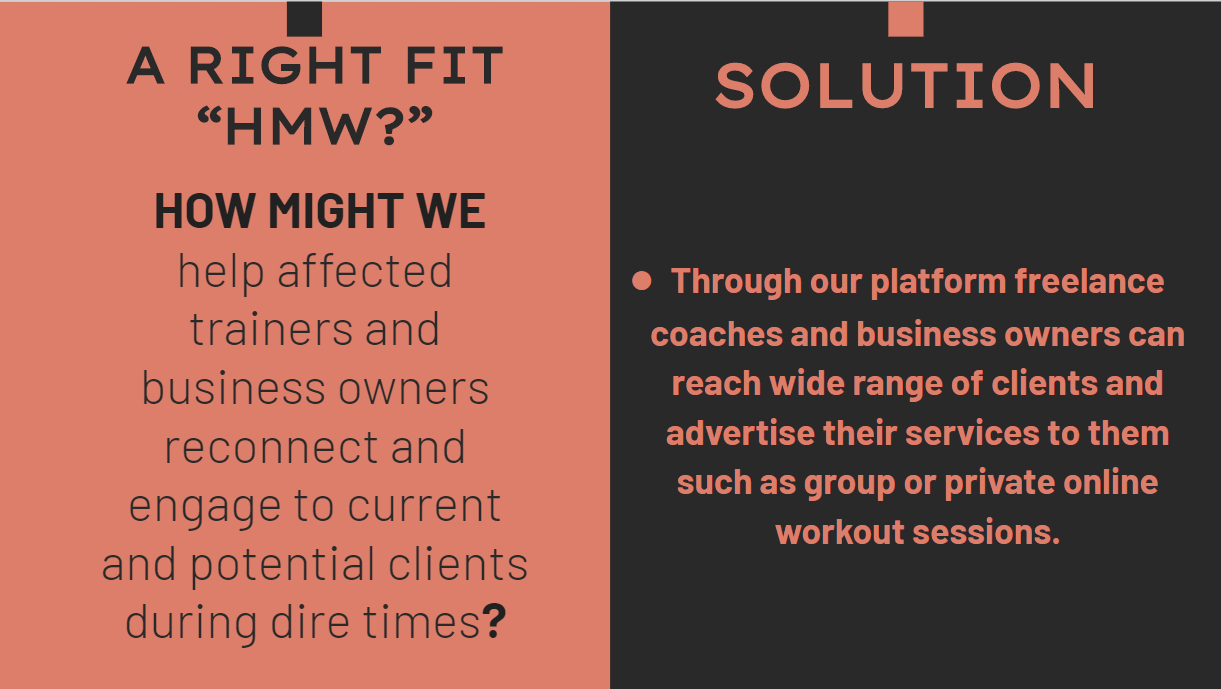 A RIGHT FIT
“HMW?”
HOW MIGHT WE
help affected
trainers and
business owners
reconnect and
engage to current
and potential clients
during dire times?
SOLUTION
● Through our platform freelance
coaches and business owners can
reach wide range of clients and
advertise their services to them
such as group or private online
workout sessions.